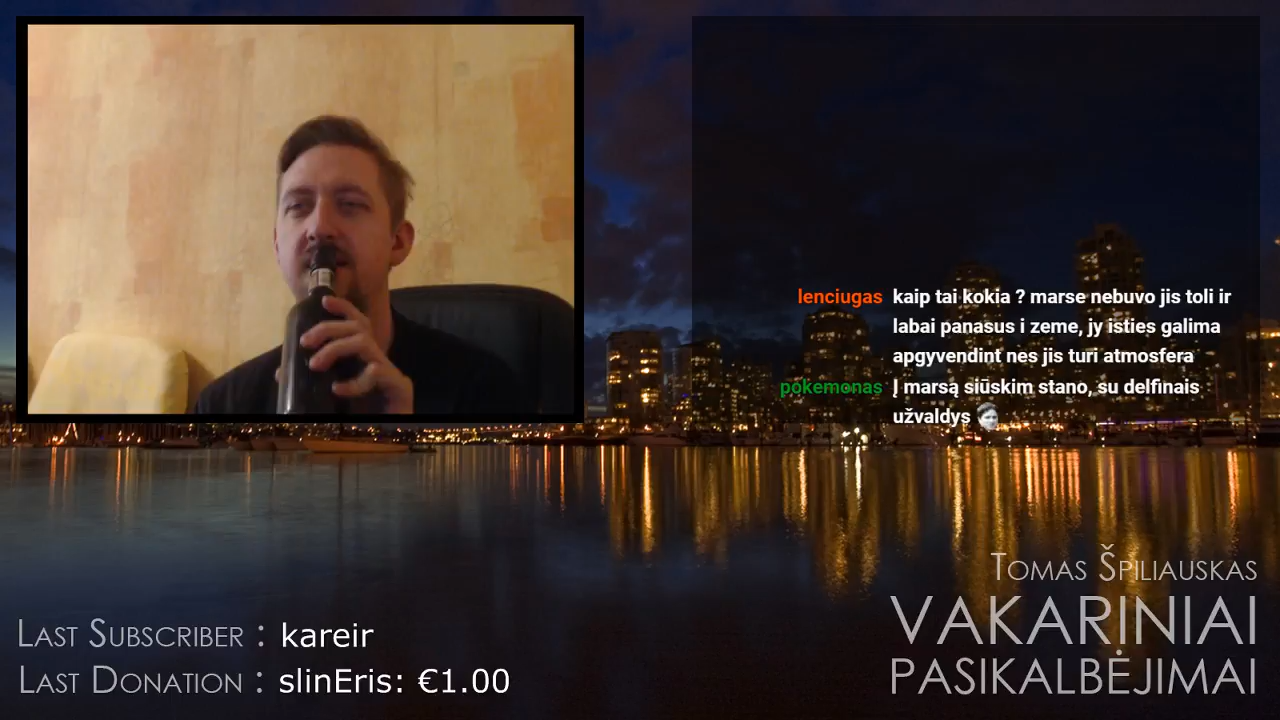 lenciugas kaip tai kokia ? marse nebuvo jis toli ir
labai panasus i zeme, jy isties galima
apgyvendint nes jis turi atmosfera
pokemonas Į marsą siūskim stano, su delfinais
užvaldys
Tomas Špiliauskas
VAKARINIAI
PASIKALBĖJIMAI
Last Subscriber : kareir
Last Donation : slinEris: €1.00